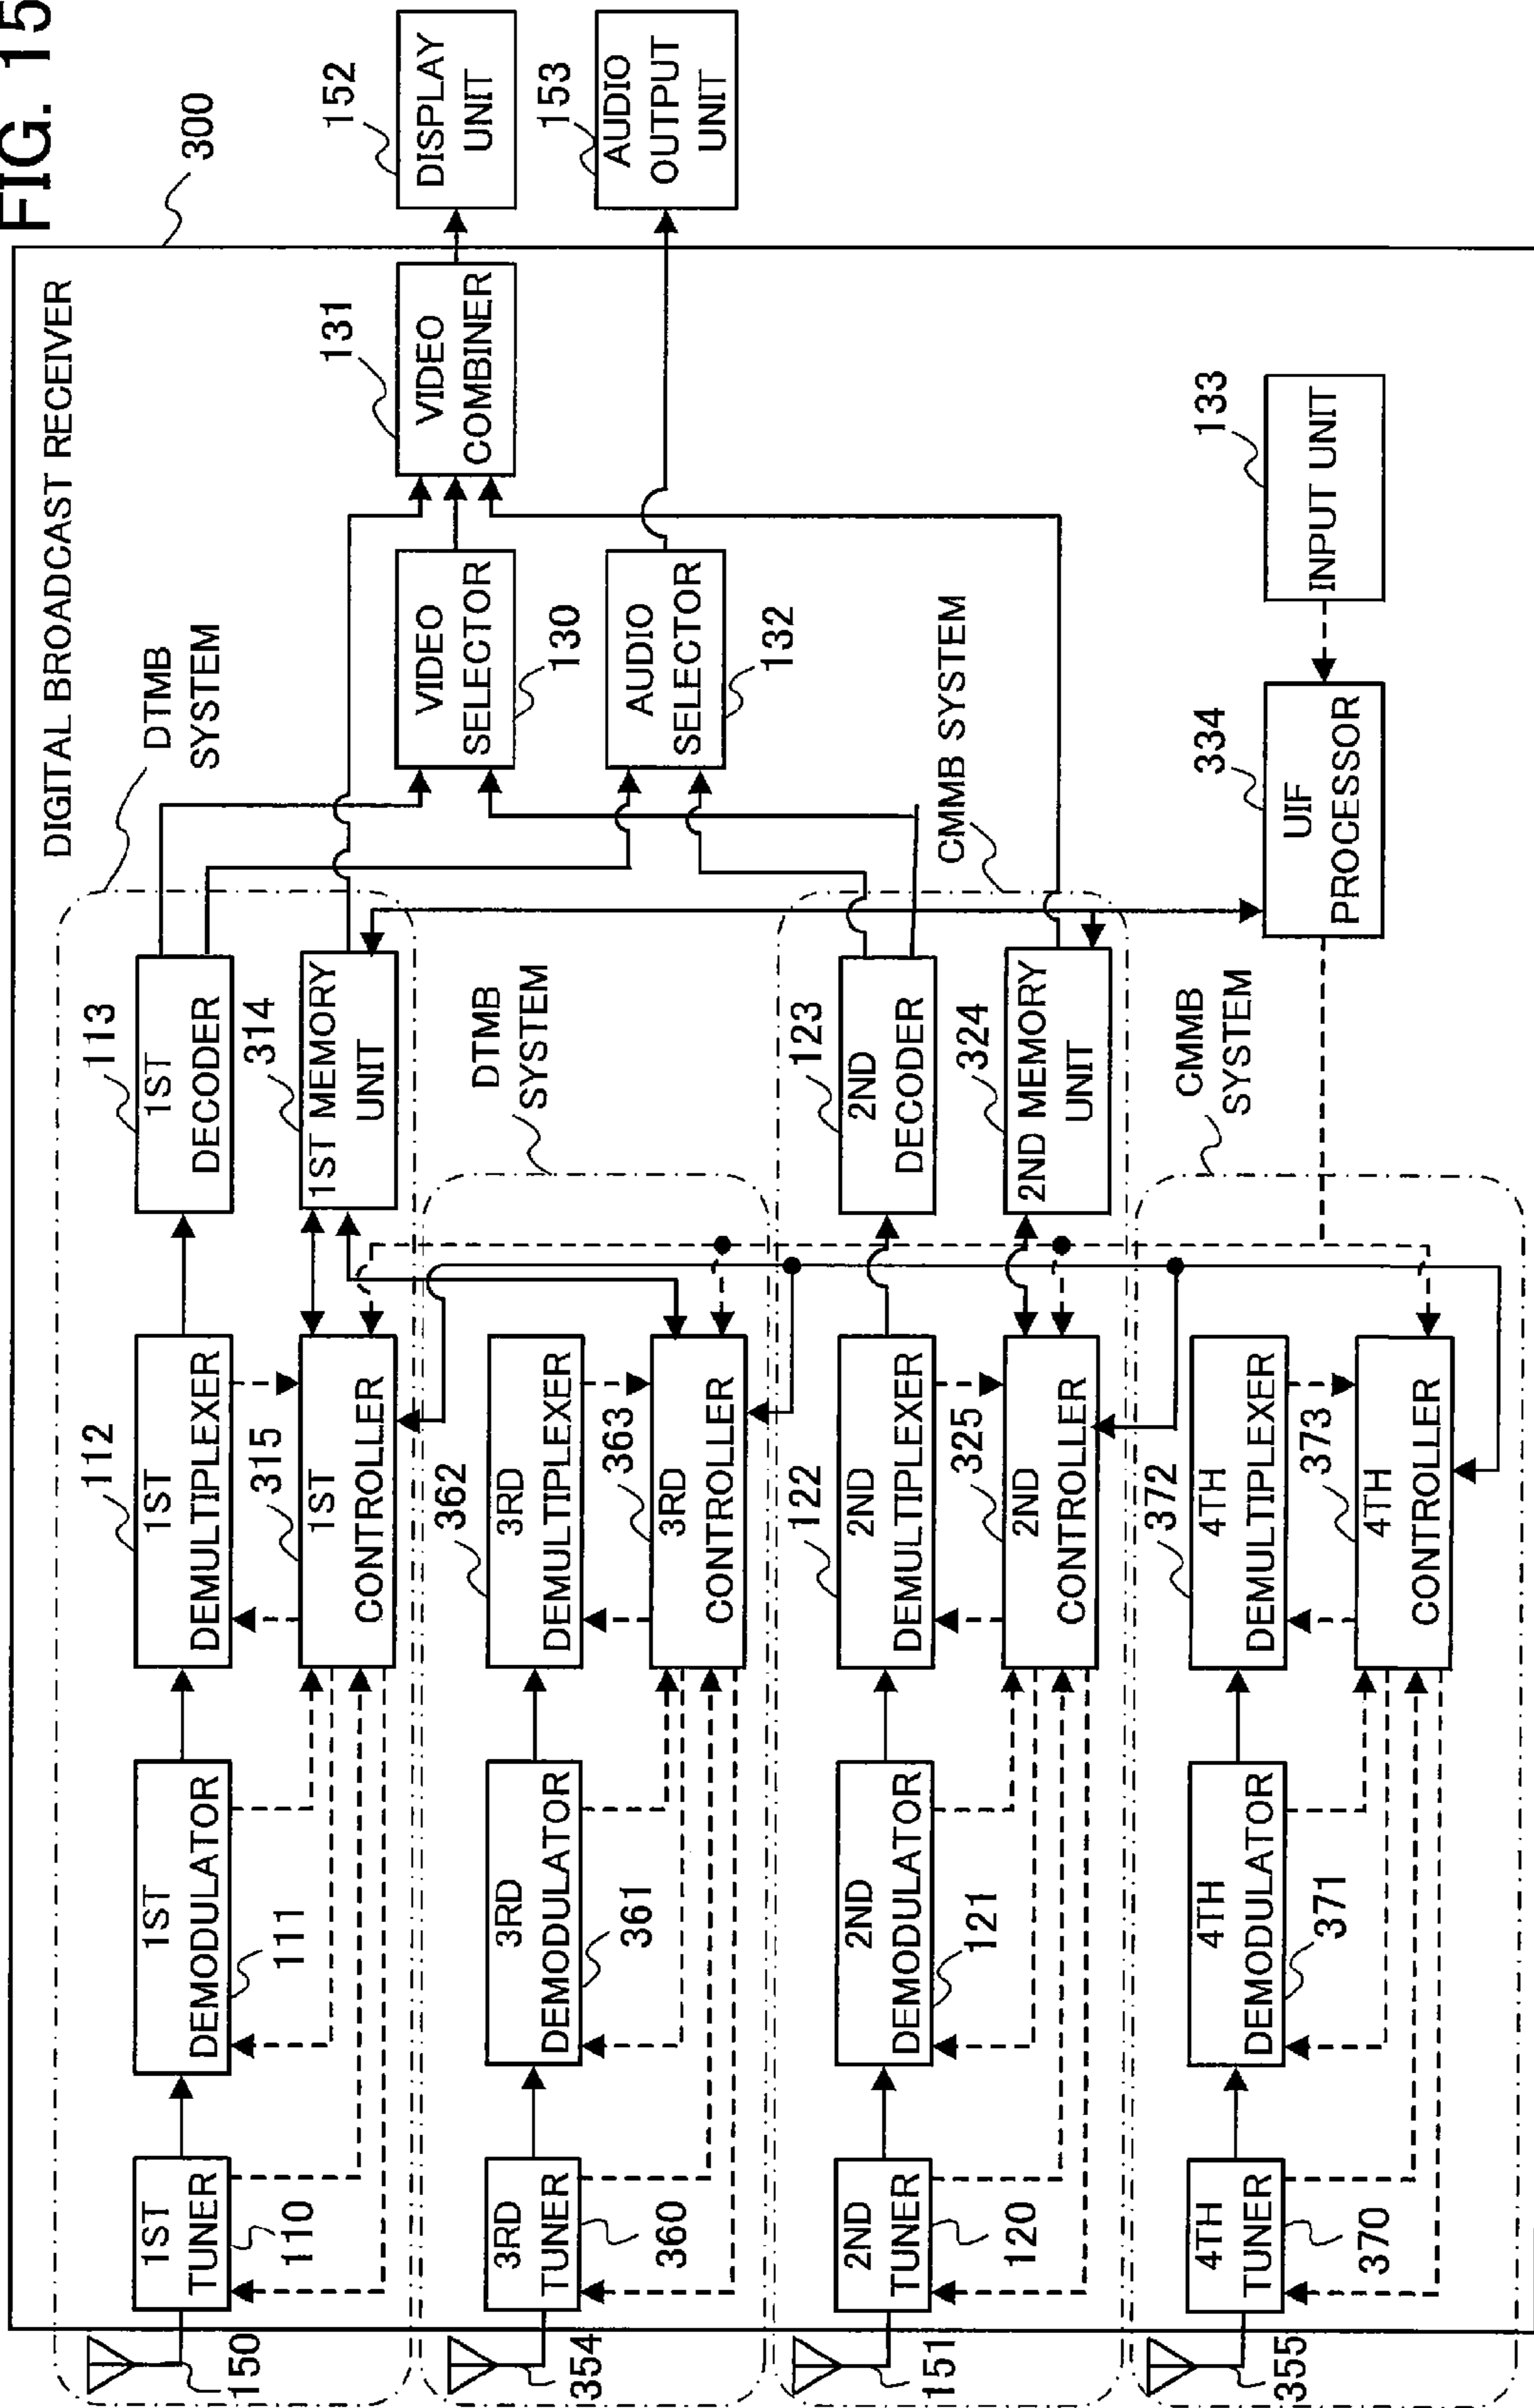 FIG. 15
300
DIGITAL BROADCAST RECEIVER
DTMB
SYSTEM
150
1ST
TUNER
110
1ST
DEMODULATOR
111
1ST
DEMULTIPLEXER
112
1ST
DECODER
113
1ST
CONTROLLER
315
1ST MEMORY
UNIT
314
DTMB
SYSTEM
354
3RD
TUNER
360
3RD
DEMODULATOR
361
3RD
DEMULTIPLEXER
362
3RD
CONTROLLER
363
CMMB SYSTEM
151
2ND
TUNER
120
2ND
DEMODULATOR
121
2ND
DEMULTIPLEXER
122
2ND
DECODER
123
2ND
CONTROLLER
325
2ND MEMORY
UNIT
324
CMMB
SYSTEM
355
4TH
TUNER
370
4TH
DEMODULATOR
371
4TH
DEMULTIPLEXER
372
4TH
CONTROLLER
373
VIDEO
SELECTOR
130
VIDEO
COMBINER
131
AUDIO
SELECTOR
132
DISPLAY
UNIT
152
AUDIO
OUTPUT
UNIT
153
UIF
PROCESSOR
334
INPUT UNIT
133